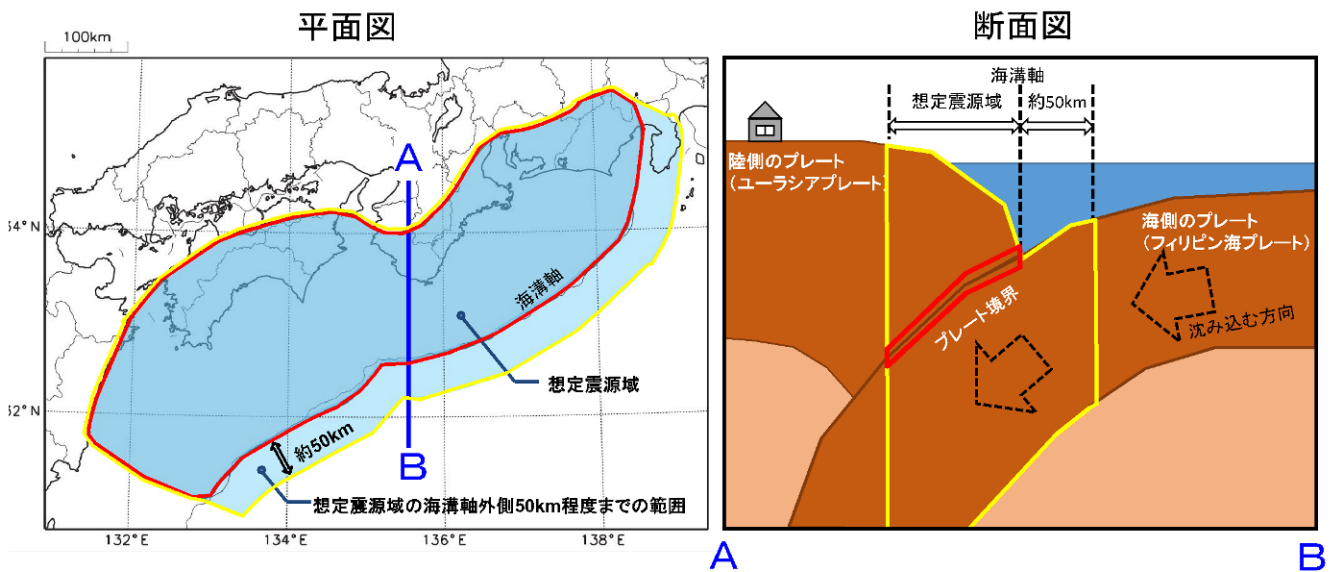 平面図
100km
A
34°N
海溝軸
想定震源域
32°N
約50km
B
想定震源域の海溝軸外側50km程度までの範囲
132°E
134°E
136°E
138°E
断面図
海溝軸
想定震源域
約50km
陸側のプレート
（ユーラシアプレート）
海側のプレート
（フィリピン海プレート）
プレート境界
沈み込む方向
A
B